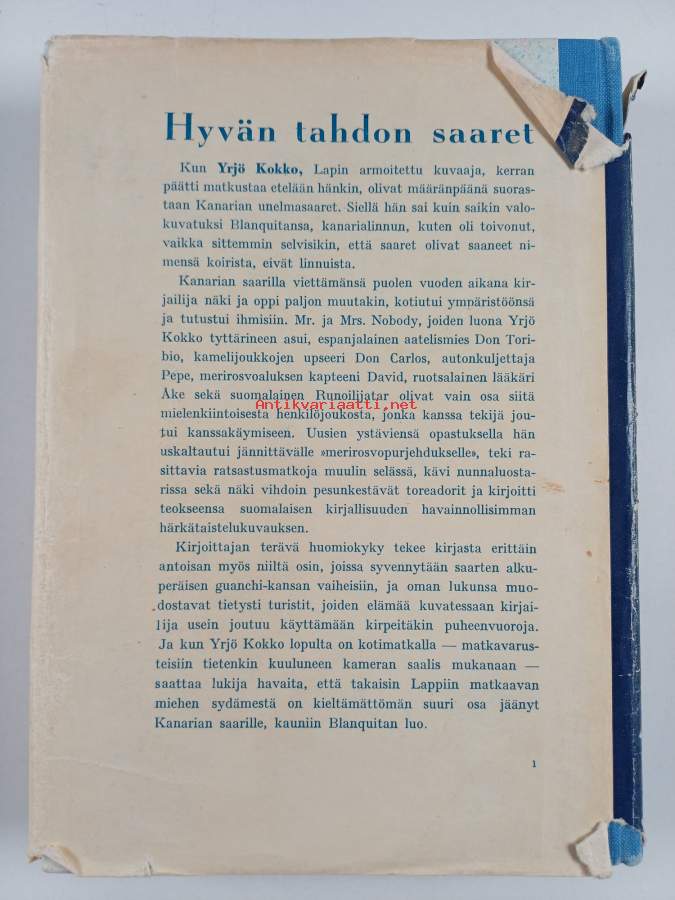 Hyvän tahdon saaret
Kun Yrjö Kokko, Lapin armoitettu kuvaaja, kerran
päätti matkustaa etelään hänkin, olivat määränpäänä suoras-
taan Kanarian unelmasaaret. Siellä hän sai kuin saikin valo-
kuvatuksi Blanquitansa, kanarialinnun, kuten oli toivonut,
vaikka sittemmin selvisikin, että saaret olivat saaneet ni-
mensä koirista, eivät linnuista.
Kanarian saarilla viettämänsä puolen vuoden aikana kir-
jailija näki ja oppi paljon muutakin, kotiutui ympäristöönsä
ja tutustui ihmisiin. Mr. ja Mrs. Nobody, joiden luona Yrjö
Kokko tyttärineen asui, espanjalainen aatelismies Don Tori-
bio, kamelijoukkojen upseeri Don Carlos, autonkuljettaja
Pepe, merirosvoaluksen kapteeni David, ruotsalainen lääkäri
Åke sekä suomalainen Runoilijatar olivat vain osa siitä
Antikvariaatti.net
mielenkiintoisesta henkilöjoukosta, jonka kanssa tekijä jou-
tui kanssakäymiseen. Uusien ystäviensä opastuksella hän
uskaltautui jännittävälle »merirosvopurjehdukselle», teki ra-
sittavia ratsastusmatkoja muulin selässä, kävi nunnaluosta-
rissa sekä näki vihdoin pesunkestävät toreadorit ja kirjoitti
teokseensa suomalaisen kirjallisuuden havainnollisimman
härkätaistelukuvauksen.
Kirjoittajan terävä huomiokyky tekee kirjasta erittäin
antoisan myös niiltä osin, joissa syvennytään saarten alku-
peräisen guanchi-kansan vaiheisiin, ja oman lukunsa muo-
dostavat tietysti turistit, joiden elämää kuvatessaan kirjai-
lija usein joutuu käyttämään kirpeitäkin puheenvuoroja.
Ja kun Yrjö Kokko lopulta on kotimatkalla — matkavarus-
teisiin tietenkin kuuluneen kameran saalis mukanaan —
saattaa lukija havaita, että takaisin Lappiin matkaavan
miehen sydämestä on kieltämättömän suuri osa jäänyt
Kanarian saarille, kauniin Blanquitan luo.
1